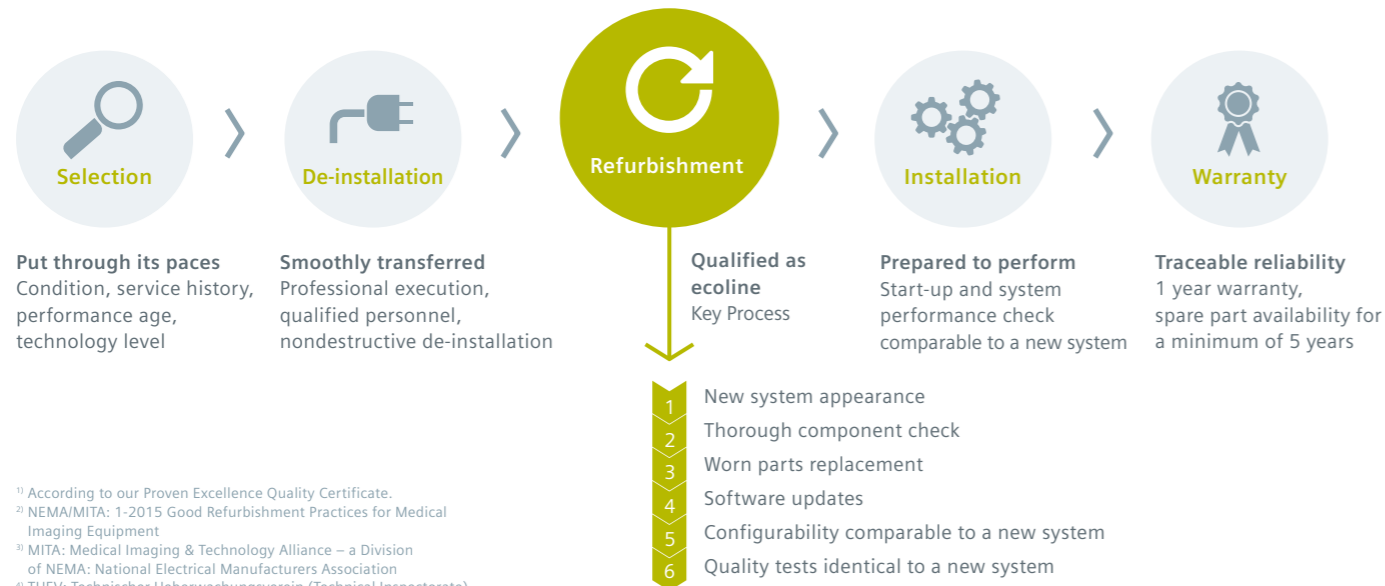 Selection
De-installation
Refurbishment
Installation
Warranty
Put through its paces
Condition, service history,
performance age,
technology level
Smoothly transferred
Professional execution,
qualified personnel,
nondestructive de-installation
Qualified as
ecoline
Key Process
Prepared to perform
Start-up and system
performance check
comparable to a new system
Traceable reliability
1 year warranty,
spare part availability for
a minimum of 5 years
1 New system appearance
2 Thorough component check
3 Worn parts replacement
4 Software updates
5 Configurability comparable to a new system
6 Quality tests identical to a new system
1) According to our Proven Excellence Quality Certificate.
2) NEMA/MITA: 1-2015 Good Refurbishment Practices for Medical
Imaging Equipment
3) MITA: Medical Imaging & Technology Alliance – a Division
of NEMA: National Electrical Manufacturers Association
4) TUEV: Technischer Ueberwachungsverein (Technical Inspectorate)